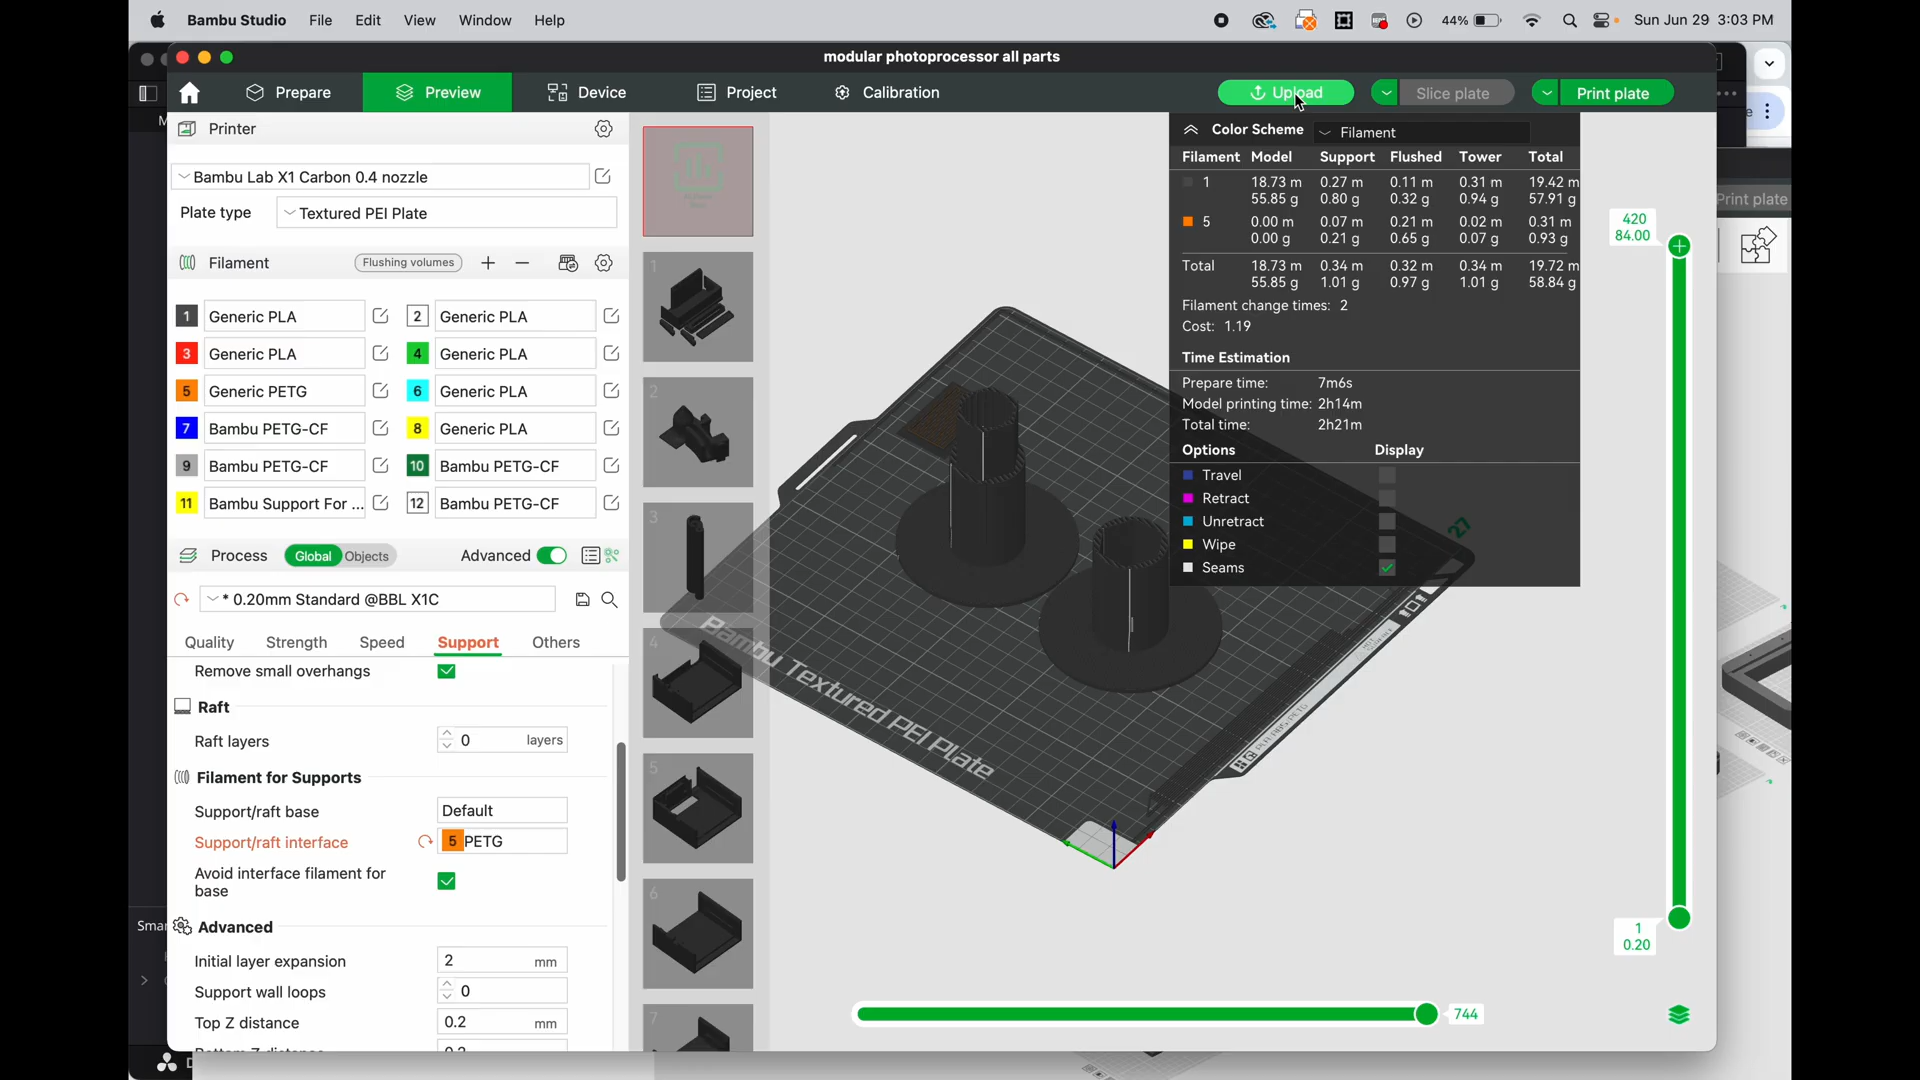 Bambu Studio File Edit View Window Help
44% Sun Jun 29 3:03 PM
modular photoprocessor all parts
Prepare Preview Device Project Calibration
Upload Slice plate Print plate
Printer
Bambu Lab X1 Carbon 0.4 nozzle
Plate type Textured PEI Plate
Filament Flushing volumes
1 Generic PLA 2 Generic PLA
3 Generic PLA 4 Generic PLA
5 Generic PETG 6 Generic PLA
7 Bambu PETG-CF 8 Generic PLA
9 Bambu PETG-CF 10 Bambu PETG-CF
11 Bambu Support For ... 12 Bambu PETG-CF
Process Global Objects Advanced
* 0.20mm Standard @BBL X1C
Quality Strength Speed Support Others
Remove small overhangs
Raft
Raft layers 0 layers
Filament for Supports
Support/raft base Default
Support/raft interface 5 PETG
Avoid interface filament for
base
Advanced
Initial layer expansion 2 mm
Support wall loops 0
Top Z distance 0.2 mm
Bottom Z distance 0.2
1
2
3
4
5
6
7
Color Scheme Filament
Filament Model Support Flushed Tower Total
1 18.73 m 0.27 m 0.11 m 0.31 m 19.42 m
55.85 g 0.80 g 0.32 g 0.94 g 57.91 g
5 0.00 m 0.07 m 0.21 m 0.02 m 0.31 m
0.00 g 0.21 g 0.65 g 0.07 g 0.93 g
Total 18.73 m 0.34 m 0.32 m 0.34 m 19.72 m
55.85 g 1.01 g 0.97 g 1.01 g 58.84 g
Filament change times: 2
Cost: 1.19
Time Estimation
Prepare time: 7m6s
Model printing time: 2h14m
Total time: 2h21m
Options Display
Travel
Retract
Unretract
Wipe
Seams
27
Bambu Textured PEI Plate
420
84.00
1
0.20
744
Print plate
Smar